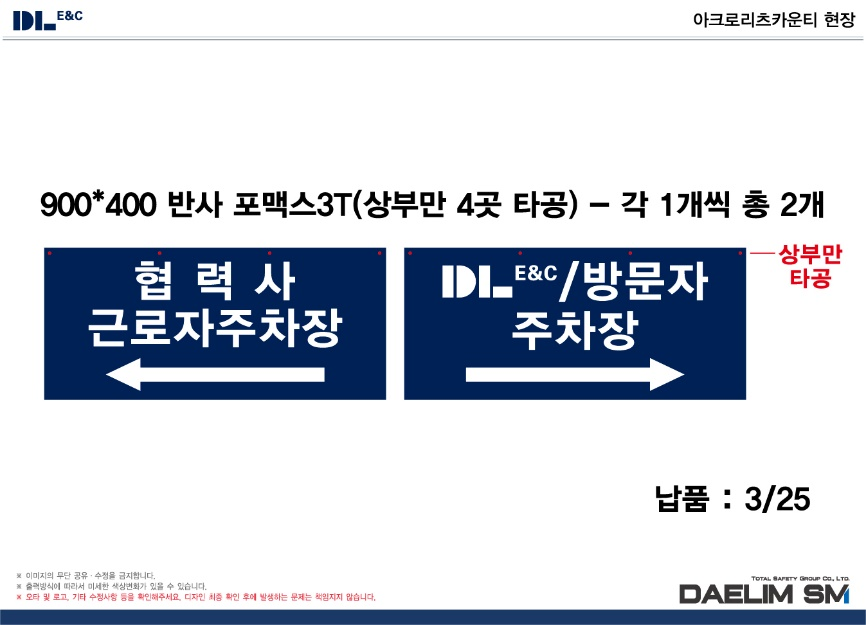 DL E&C
아크로리츠카운티 현장
900*400 반사 포맥스3T(상부만 4곳 타공) - 각 1개씩 총 2개
협 력 사
근로자주차장
DL E&C/방문자
주차장
상부만
타공
납품 : 3/25
※ 이미지의 무단 공유 · 수정을 금지합니다.
※ 출력방식에 따라서 미세한 색상변화가 있을 수 있습니다.
※ 오타 및 로고, 기타 수정사항 등을 확인해주세요. 디자인 최종 확인 후에 발생하는 문제는 책임지지 않습니다.
TOTAL SAFETY GROUP CO., LTD.
DAELIM SM